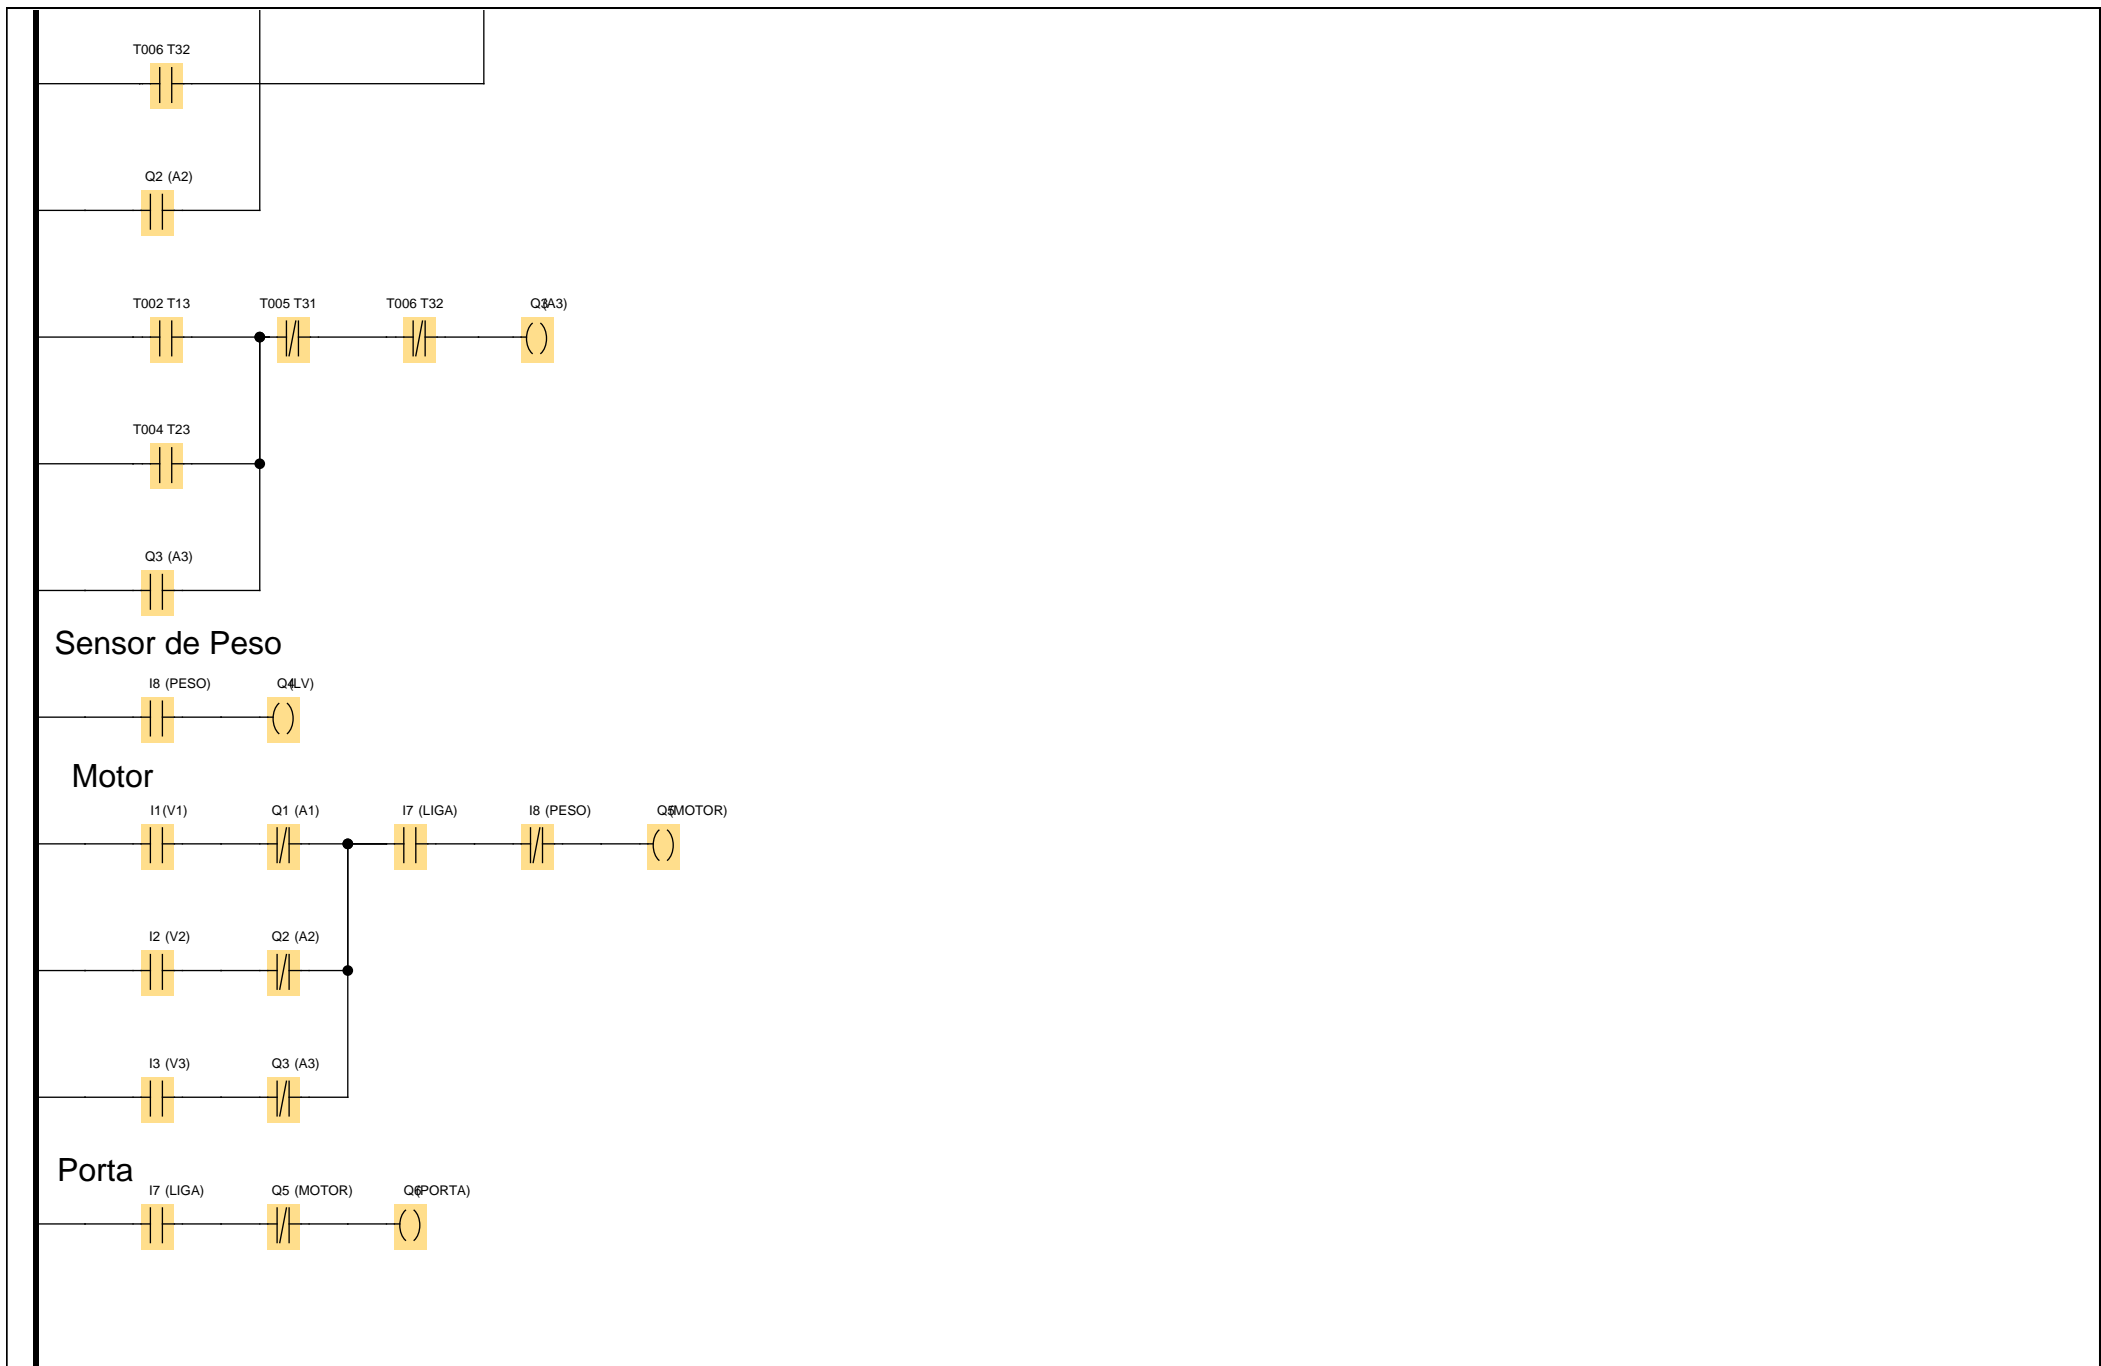 T006 T32
Q2 (A2)
T002 T13 T005 T31 T006 T32 Q3(A3)
T004 T23
Q3 (A3)
Sensor de Peso
I8 (PESO) Q4(LV)
Motor
I1(V1) Q1 (A1) I7 (LIGA) I8 (PESO) Q5(MOTOR)
I2 (V2) Q2 (A2)
I3 (V3) Q3 (A3)
Porta
I7 (LIGA) Q5 (MOTOR) Q6(PORTA)